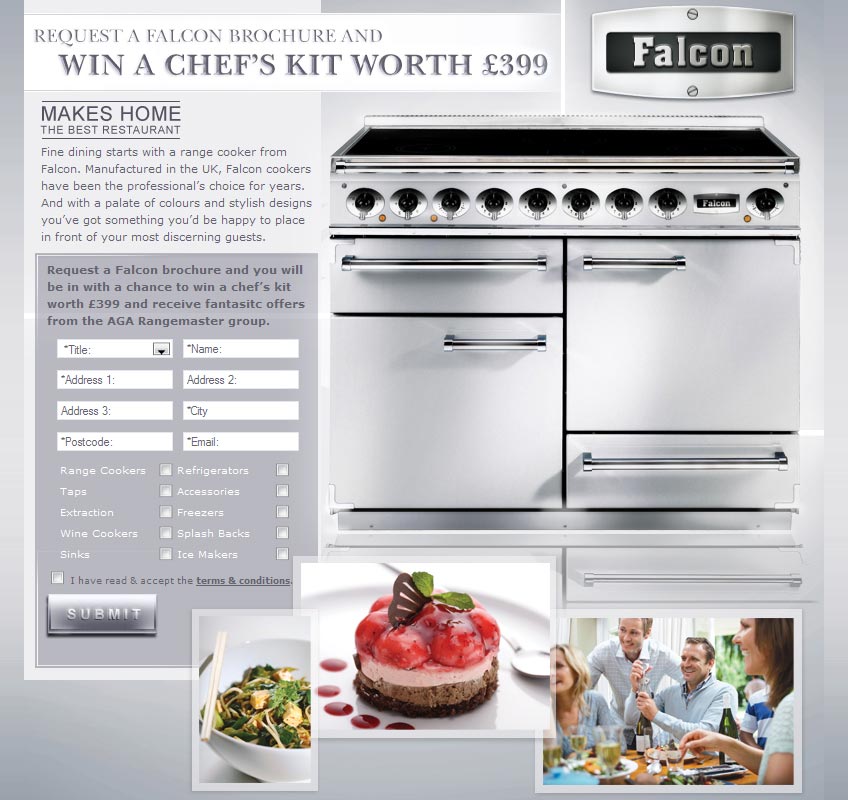 REQUEST A FALCON BROCHURE AND
WIN A CHEF'S KIT WORTH £399
Falcon
MAKES HOME
THE BEST RESTAURANT
Fine dining starts with a range cooker from
Falcon. Manufactured in the UK, Falcon cookers
have been the professional's choice for years.
And with a palate of colours and stylish designs
you've got something you'd be happy to place
in front of your most discerning guests.
Falcon
Request a Falcon brochure and you will
be in with a chance to win a chef's kit
worth £399 and receive fantasitc offers
from the AGA Rangemaster group.
*Title: *Name:
*Address 1: Address 2:
Address 3: *City
*Postcode: *Email:
Range Cookers Refrigerators
Taps Accessories
Extraction Freezers
Wine Cookers Splash Backs
Sinks Ice Makers
I have read & accept the terms & conditions.
SUBMIT